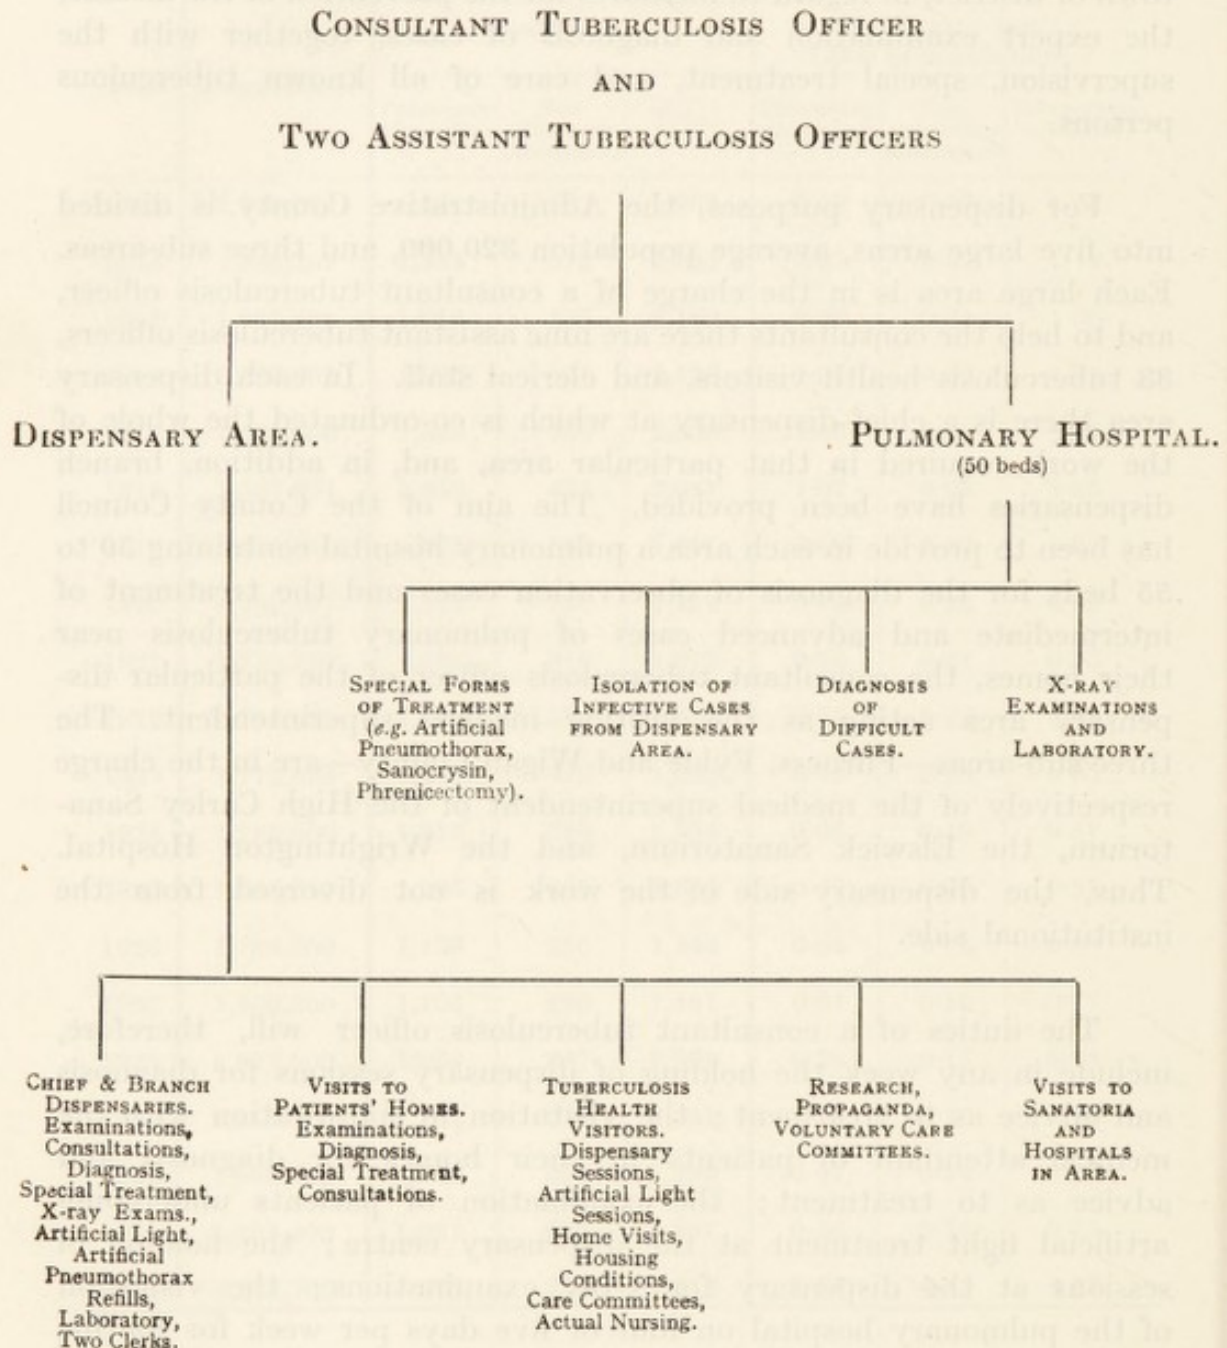 CONSULTANT TUBERCULOSIS OFFICER
AND
TWO ASSISTANT TUBERCULOSIS OFFICERS
DISPENSARY AREA.
PULMONARY HOSPITAL.
(50 beds)
SPECIAL FORMS
OF TREATMENT
(e.g. Artificial
Pneumothorax,
Sanocrysin,
Phrenicectomy).
ISOLATION OF
INFECTIVE CASES
FROM DISPENSARY
AREA.
DIAGNOSIS
OF
DIFFICULT
CASES.
X-RAY
EXAMINATIONS
AND
LABORATORY.
CHIEF & BRANCH
DISPENSARIES.
Examinations,
Consultations,
Diagnosis,
Special Treatment,
X-ray Exams.,
Artificial Light,
Artificial
Pneumothorax
Refills,
Laboratory,
Two Clerks.
VISITS TO
PATIENTS' HOMES.
Examinations,
Diagnosis,
Special Treatment,
Consultations.
TUBERCULOSIS
HEALTH
VISITORS.
Dispensary
Sessions,
Artificial Light
Sessions,
Home Visits,
Housing
Conditions,
Care Committees,
Actual Nursing.
RESEARCH,
PROPAGANDA,
VOLUNTARY CARE
COMMITTEES.
VISITS TO
SANATORIA
AND
HOSPITALS
IN AREA.